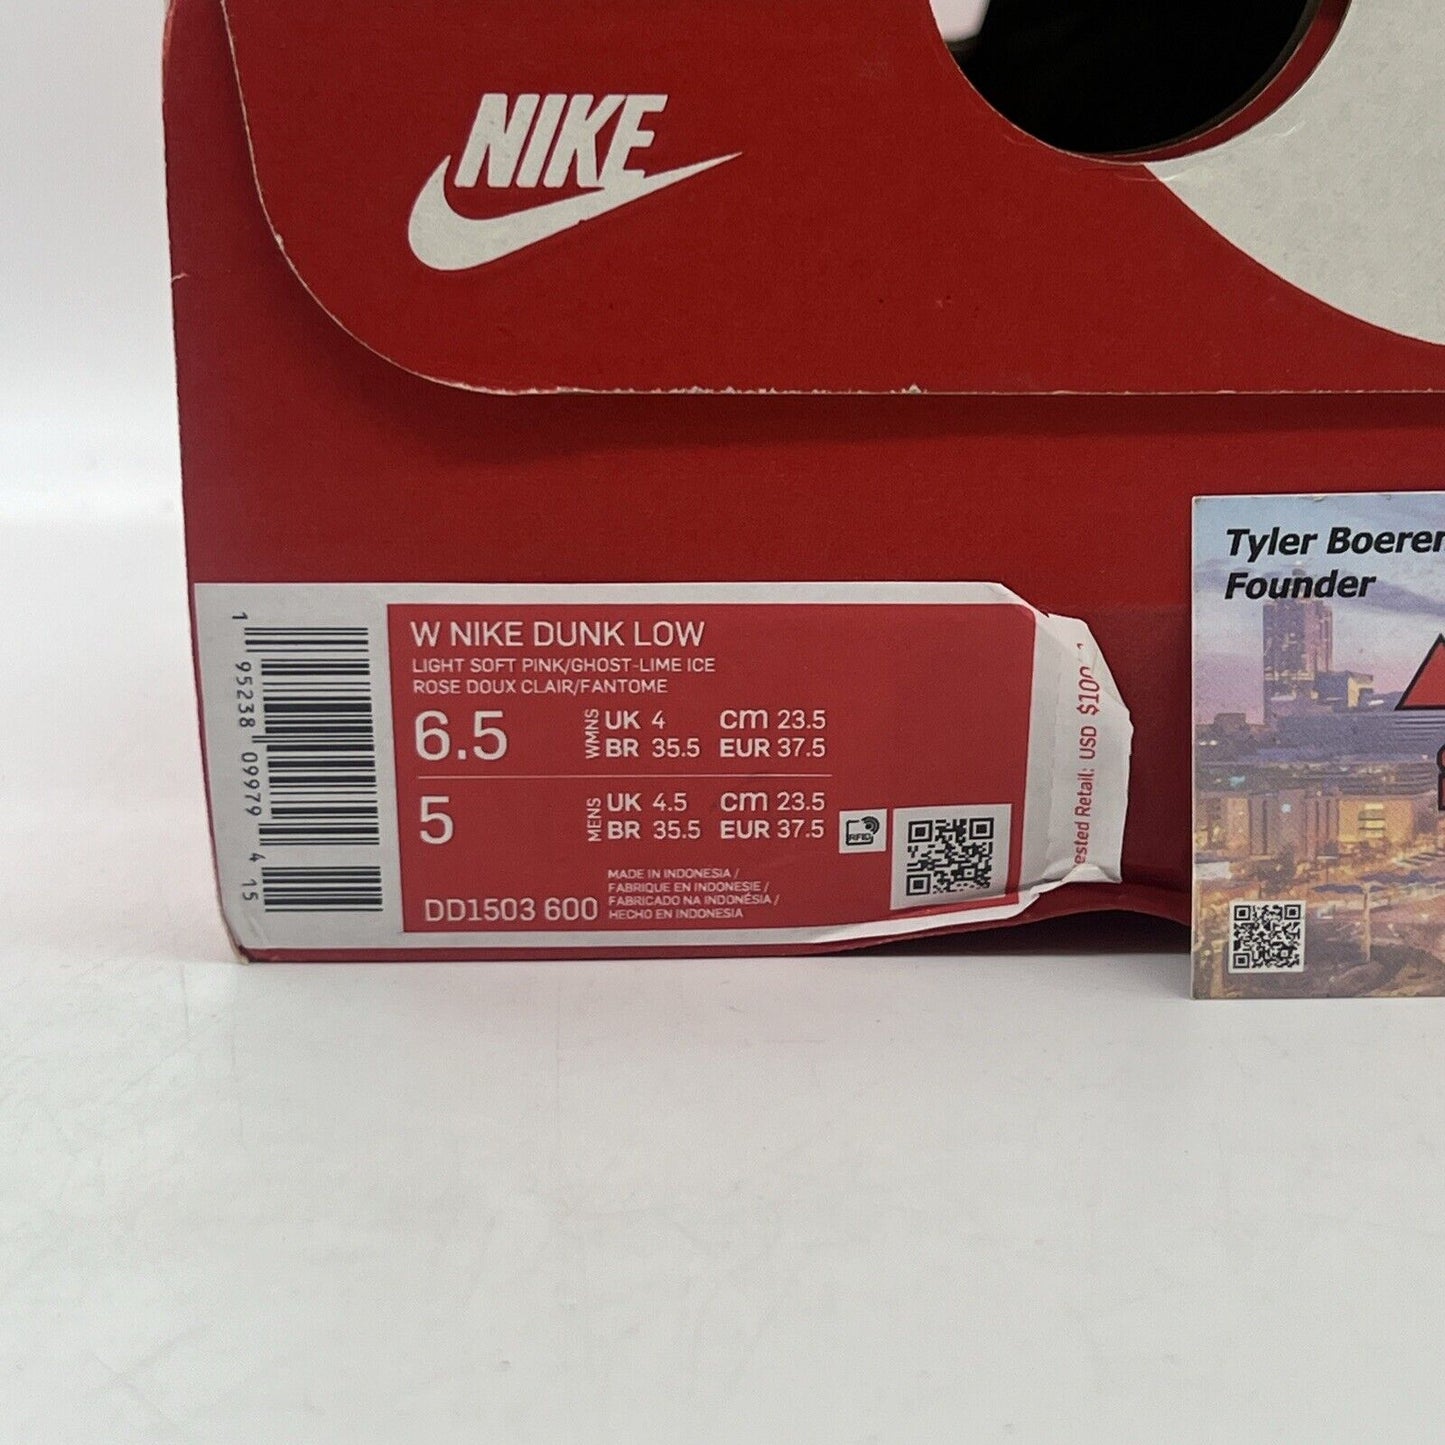 NIKE
W NIKE DUNK LOW
LIGHT SOFT PINK/GHOST-LIME ICE
ROSE DOUX CLAIR/FANTOME
6.5 WMNS UK 4 cm 23.5
BR 35.5 EUR 37.5
5 MENS UK 4.5 cm 23.5
BR 35.5 EUR 37.5
RFID
DD1503 600
MADE IN INDONESIA /
FABRIQUE EN INDONESIE /
FABRICADO NA INDONÉSIA /
HECHO EN INDONESIA
1 95238 09979 4 15
ested Retail: USD $100
Tyler Boerer
Founder